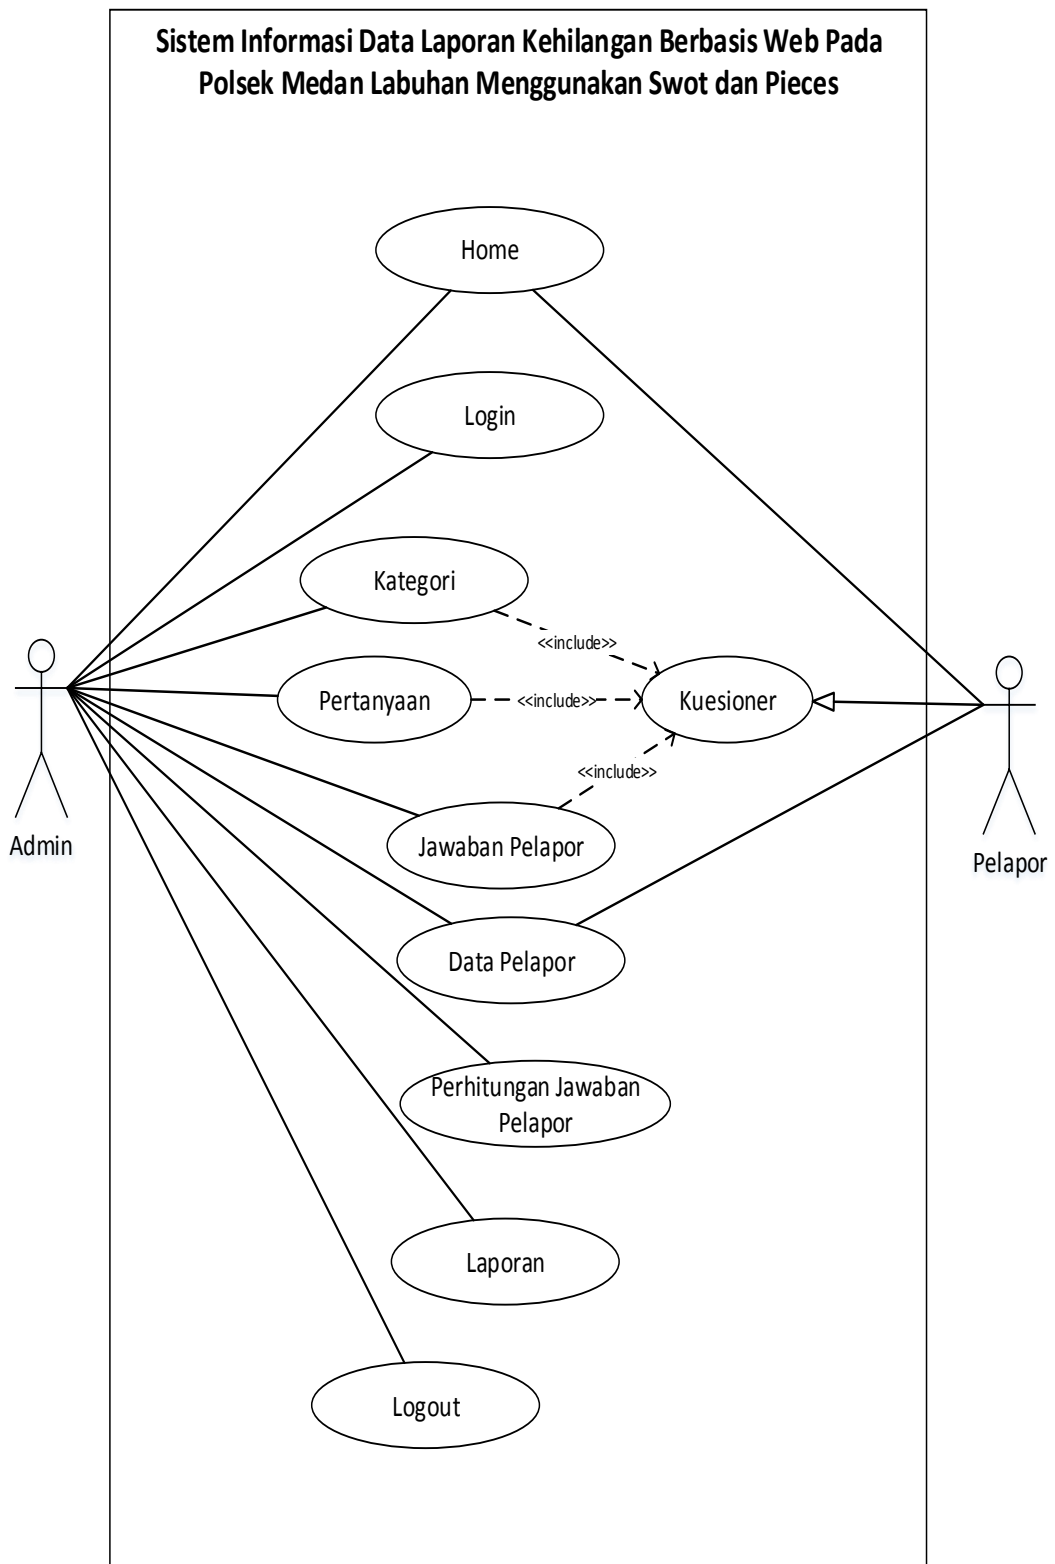 Sistem Informasi Data Laporan Kehilangan Berbasis Web Pada
Polsek Medan Labuhan Menggunakan Swot dan Pieces
Home
Login
Kategori
<<include>>
Pertanyaan
<<include>>
Kuesioner
<<include>>
Admin
Jawaban Pelapor
Pelapor
Data Pelapor
Perhitungan Jawaban
Pelapor
Laporan
Logout